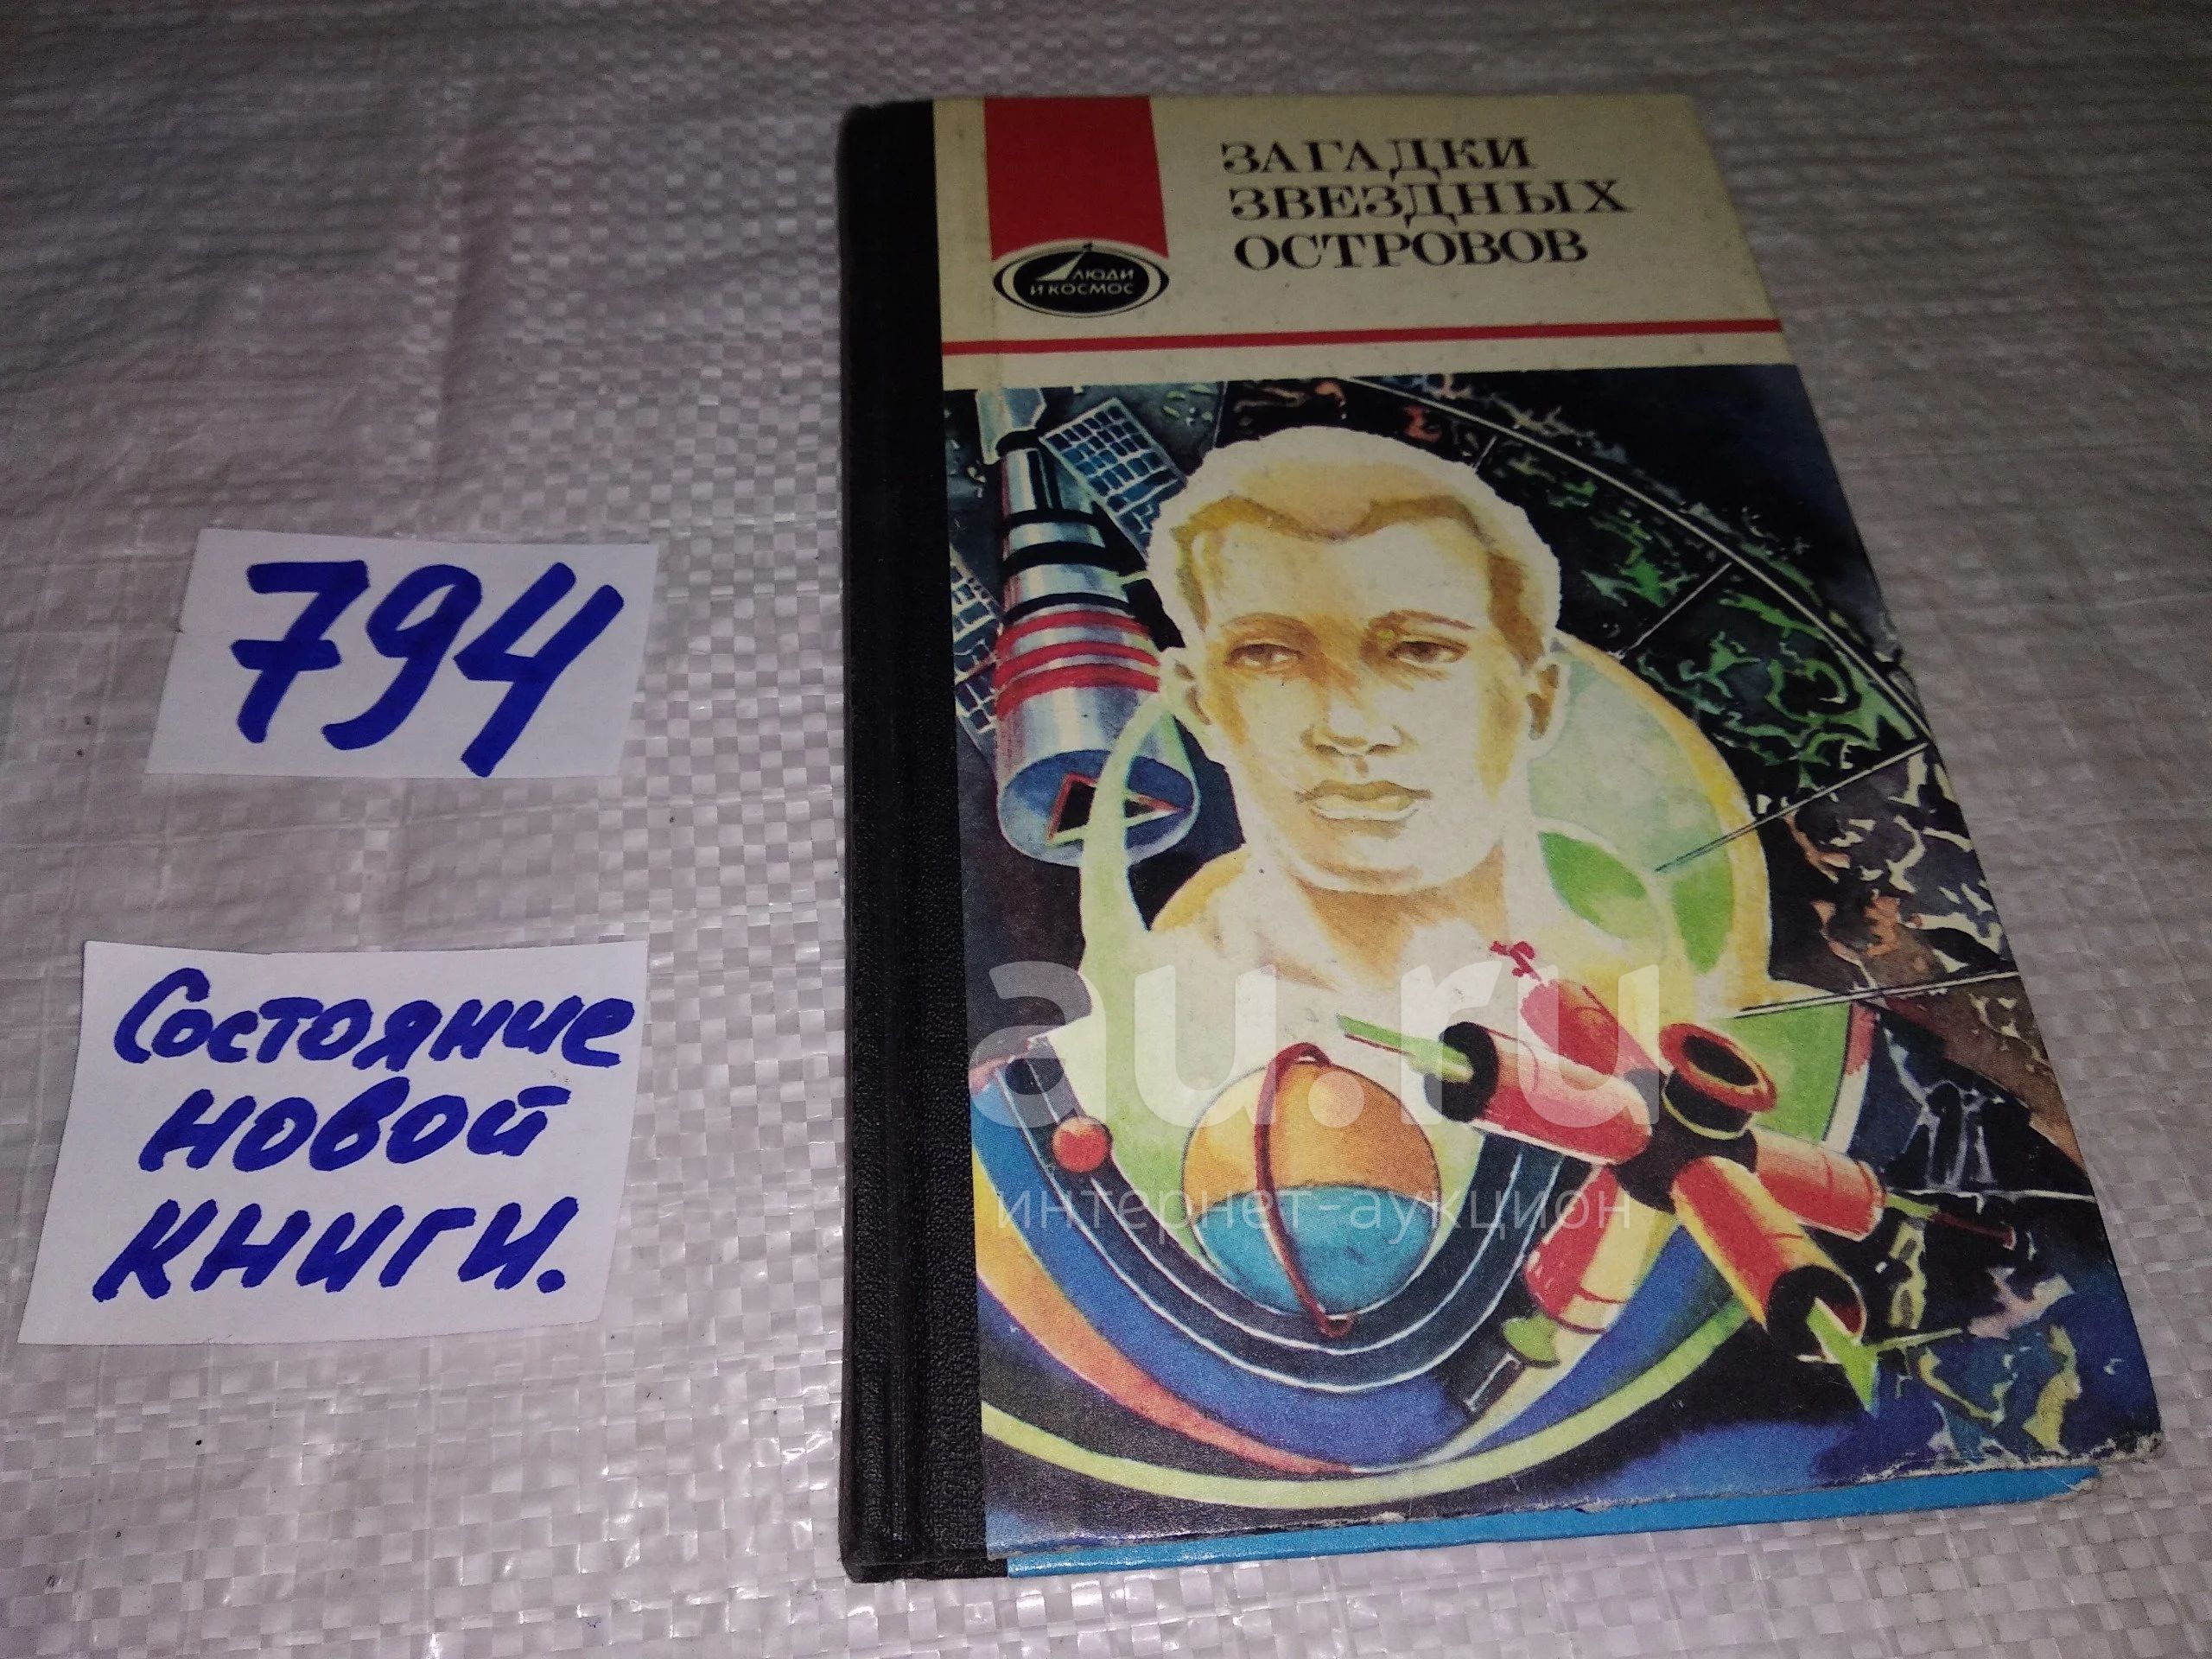 ЗАГАДКИ
ЗВЕЗДНЫХ
ОСТРОВОВ
ЛЮДИ
И КОСМОС
794
Состояние
новой
книги.
au.ru
интернет-аукцион